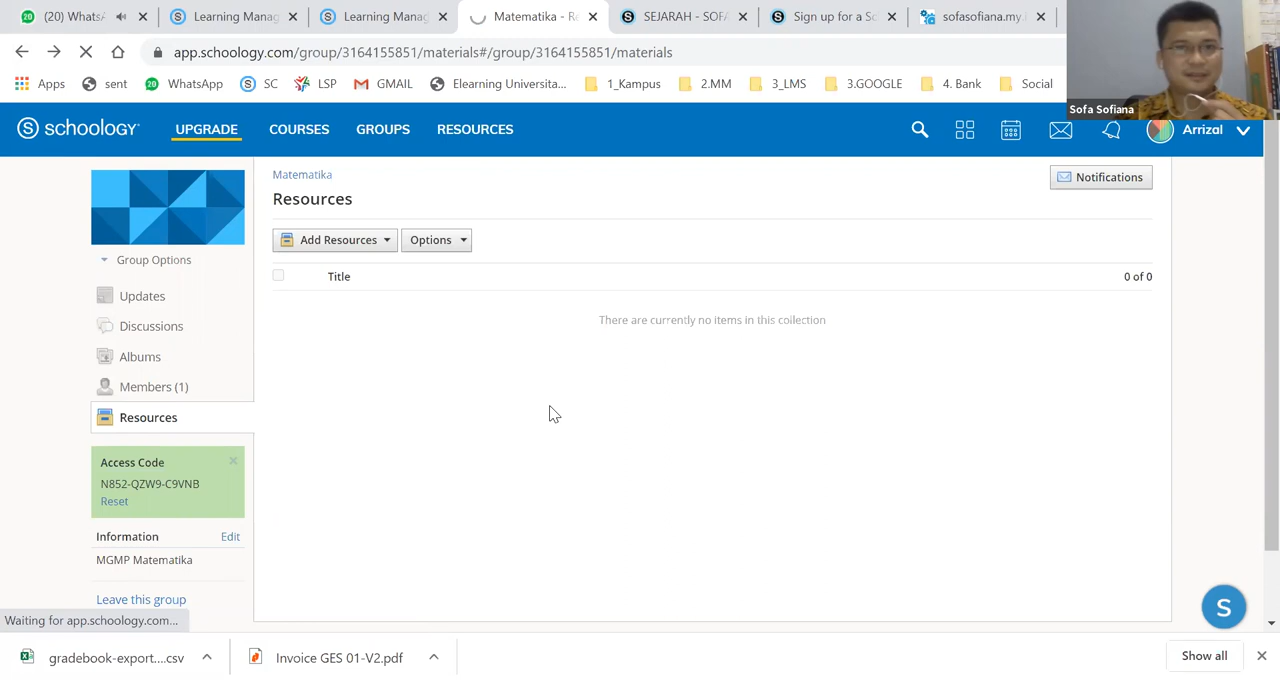 (20) Whats
Learning Manag
Learning Manag
Matematika - Re
SEJARAH - SOFA
Sign up for a Sc
sofasofiana.my.
app.schoology.com/group/3164155851/materials#/group/3164155851/materials
Apps
sent
WhatsApp
SC
LSP
GMAIL
Elearning Universita...
1_Kampus
2.MM
3_LMS
3.GOOGLE
4. Bank
Social
Sofa Sofiana
S schoology
UPGRADE
COURSES
GROUPS
RESOURCES
Arrizal
Matematika
Notifications
Resources
Add Resources
Options
Title
0 of 0
There are currently no items in this collection
Group Options
Updates
Discussions
Albums
Members (1)
Resources
Access Code
N852-QZW9-C9VNB
Reset
Information
Edit
MGMP Matematika
Leave this group
S
Waiting for app.schoology.com...
gradebook-export....csv
Invoice GES 01-V2.pdf
Show all